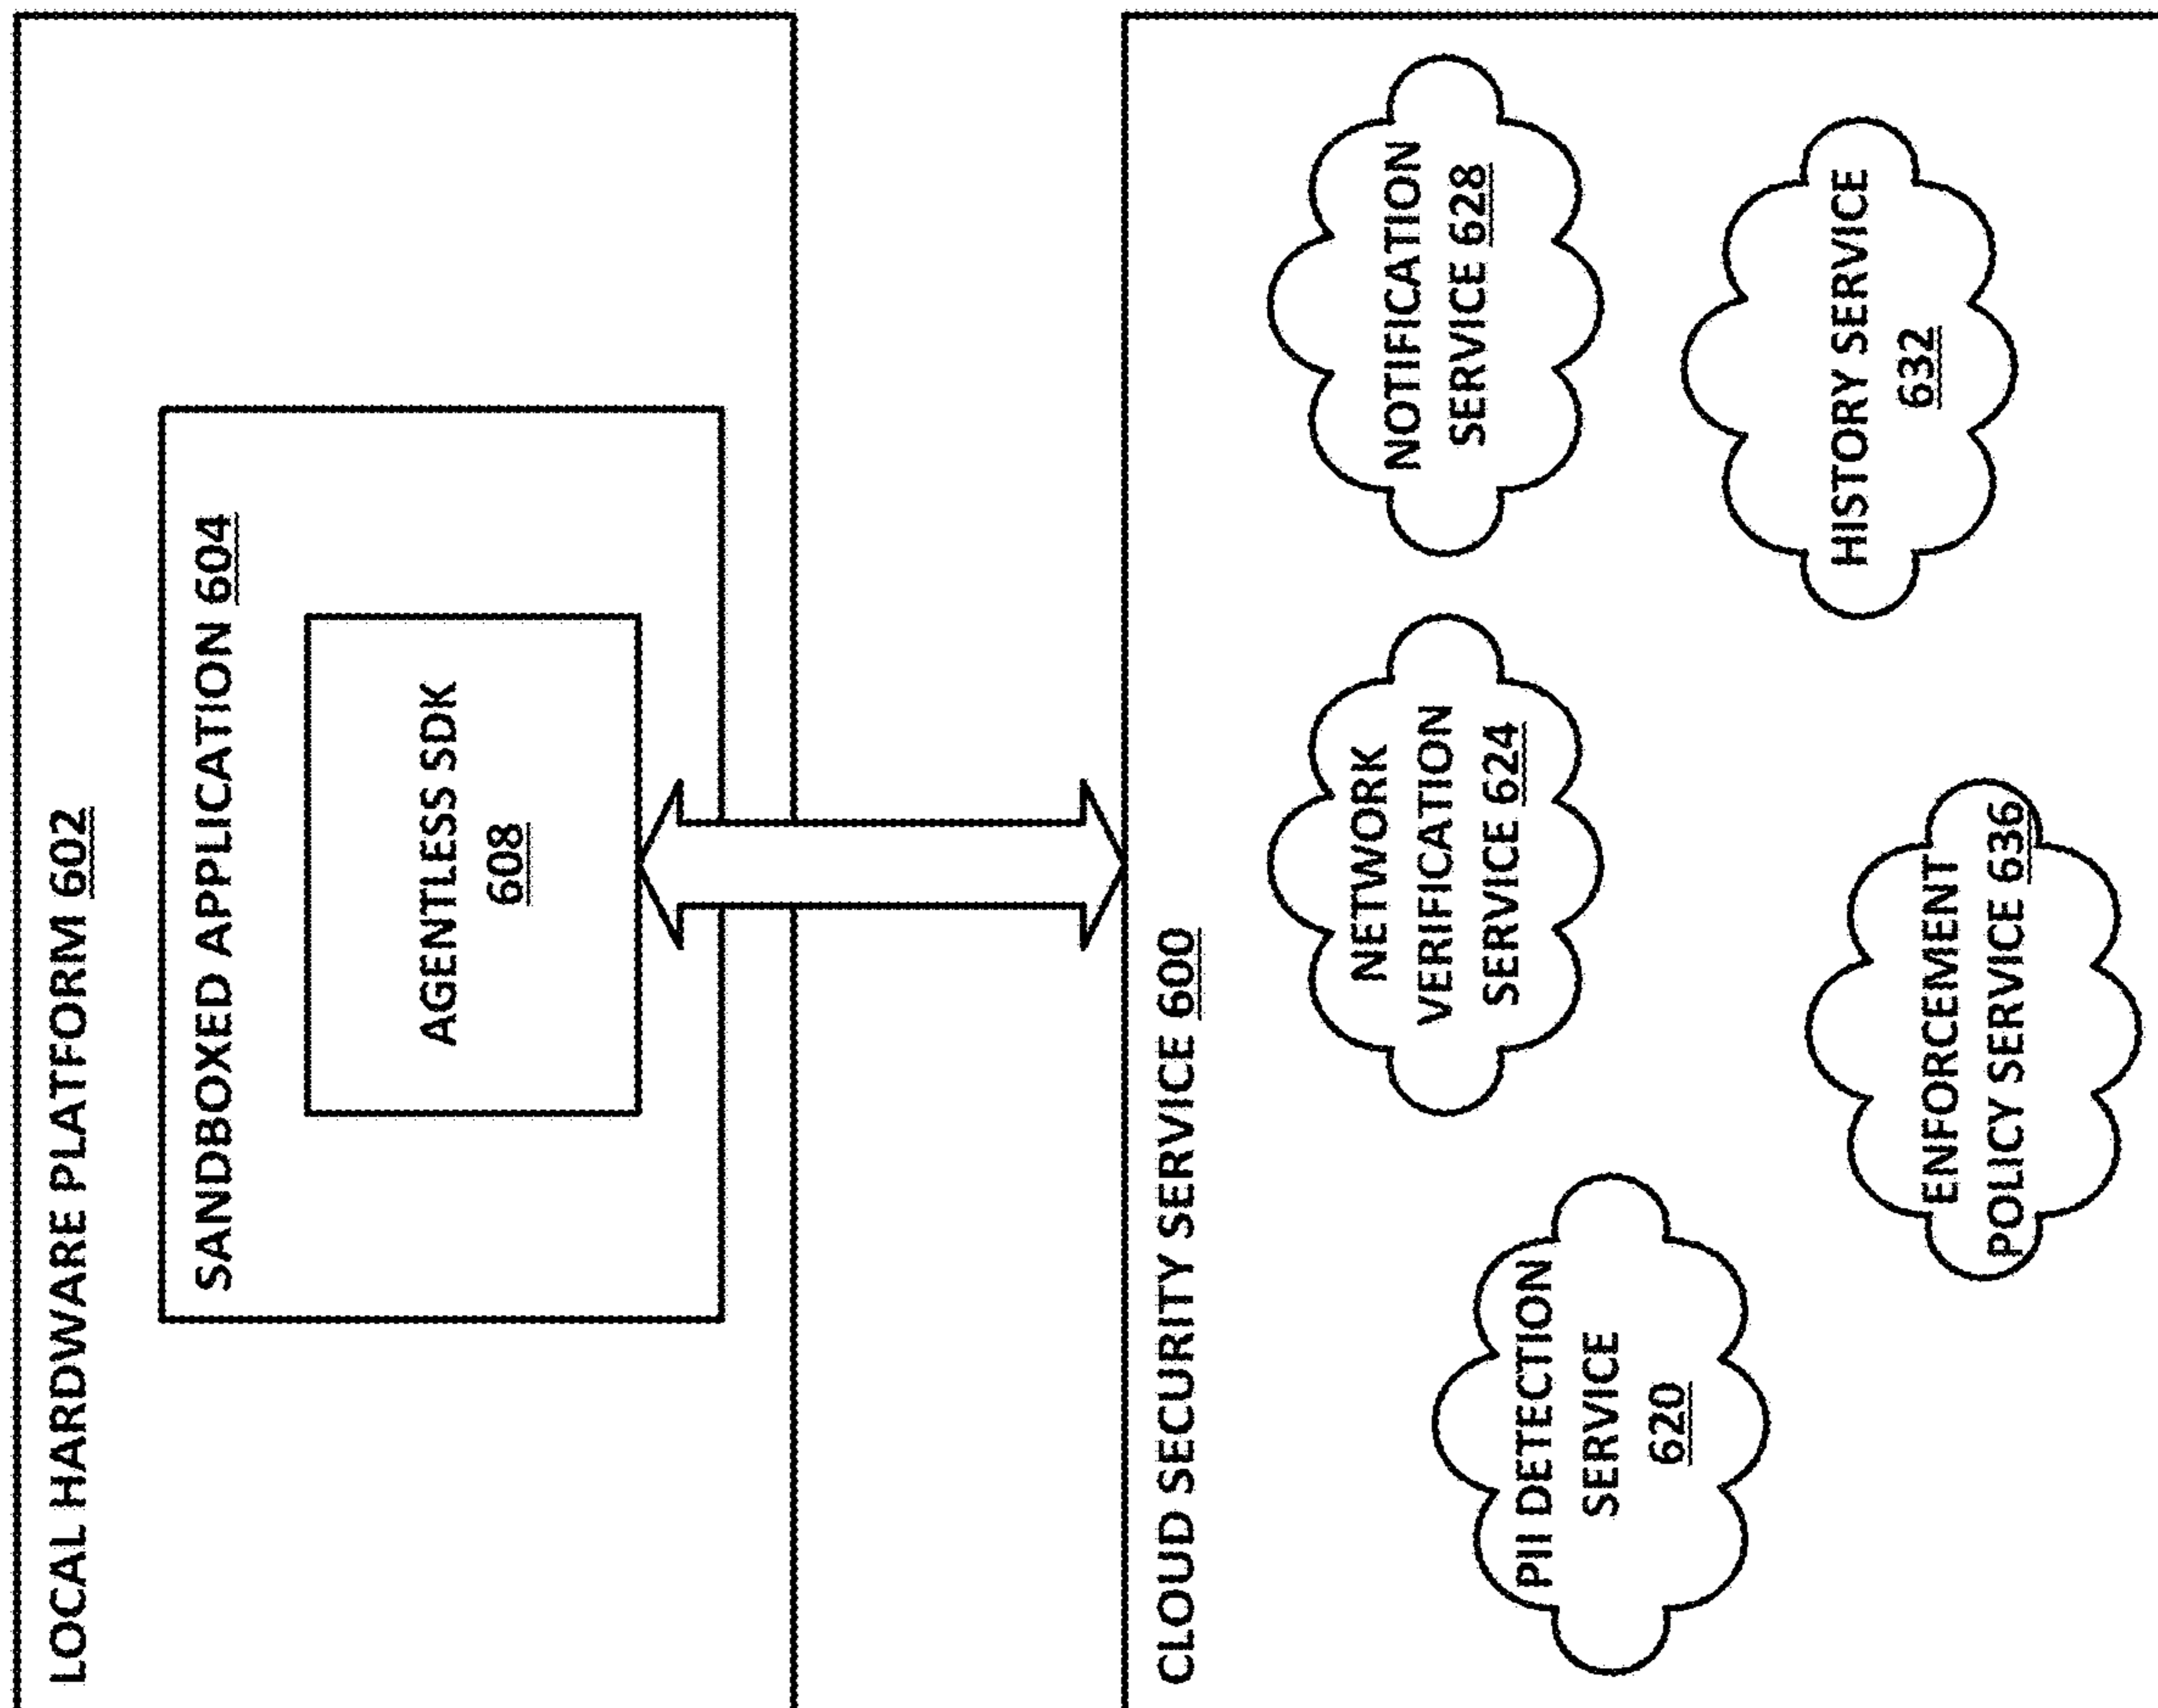 LOCAL HARDWARE PLATFORM 602
SANDBOXED APPLICATION 604
AGENTLESS SDK
608
CLOUD SECURITY SERVICE 600
PII DETECTION
SERVICE
620
NETWORK
VERIFICATION
SERVICE 624
NOTIFICATION
SERVICE 628
ENFORCEMENT
POLICY SERVICE 636
HISTORY SERVICE
632